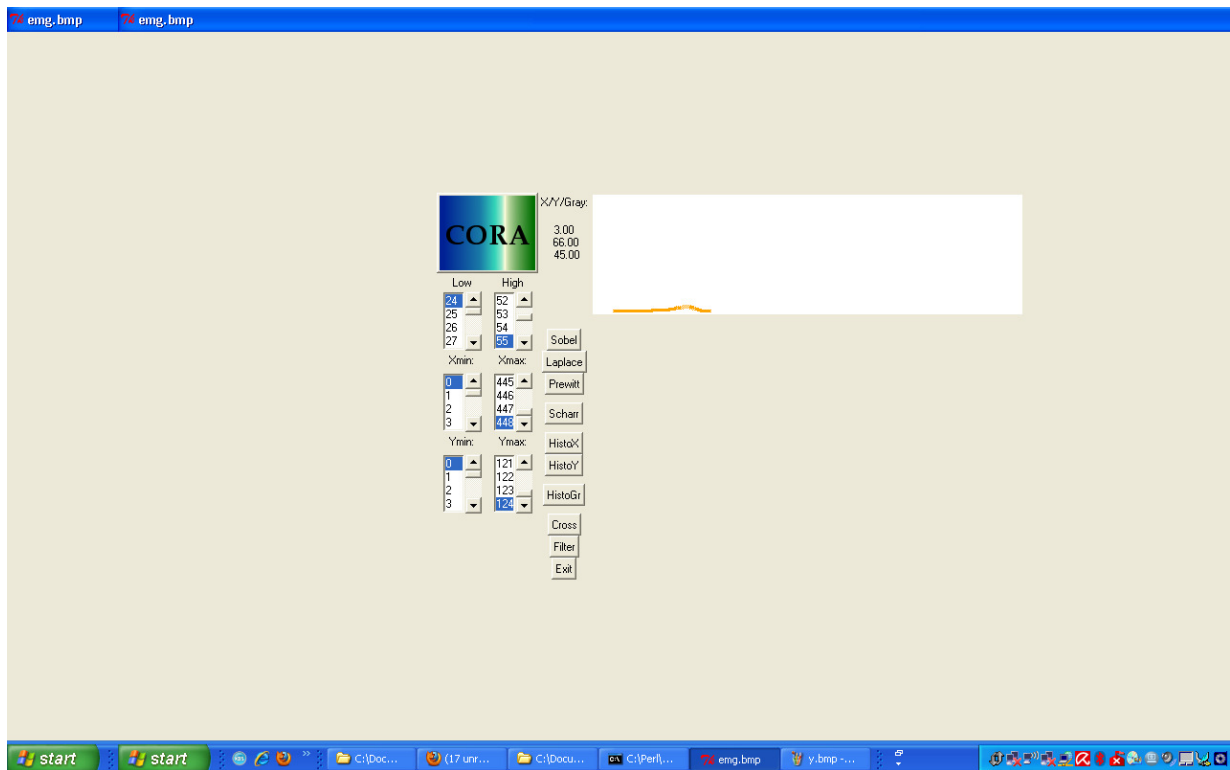 emg.bmp emg.bmp
X/Y/Gray:
CORA
3.00
66.00
45.00
Low High
24 52
25 53
26 54
27 55
Sobel
Xmin: Xmax:
Laplace
0 445
Prewitt
1 446
2 447
3 448
Scharr
Ymin: Ymax:
HistoX
0 121
HistoY
1 122
2 123
3 124
HistoGr
Cross
Filter
Exit
start start C:\Doc... (17 unr... C:\Docu... C:\Perl\... emg.bmp y.bmp -...